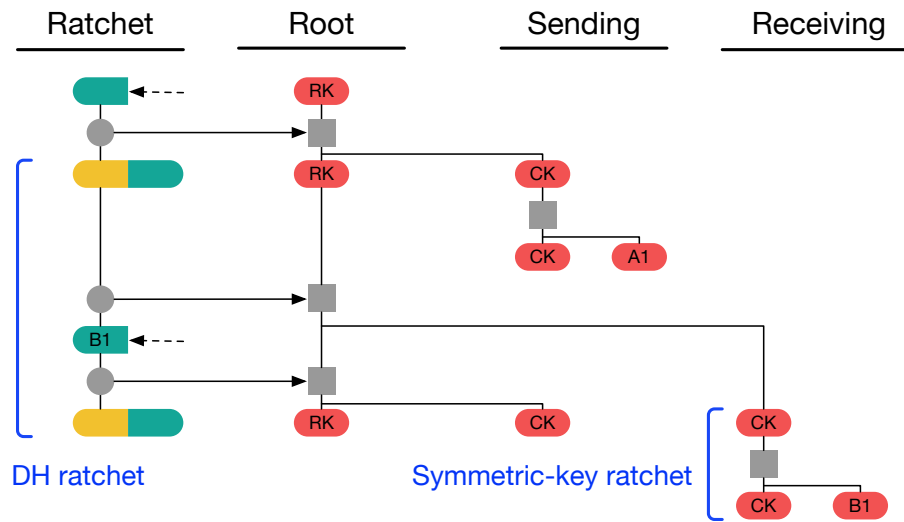 Ratchet Root Sending Receiving
RK
RK CK
CK A1
B1
RK CK CK
DH ratchet Symmetric-key ratchet
CK B1